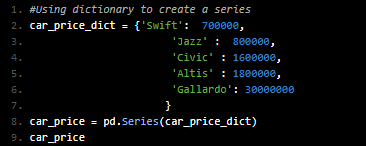 1. #Using dictionary to create a series
2. car_price_dict = {'Swift':  700000,
3.                        'Jazz' :  800000,
4.                        'Civic' : 1600000,
5.                        'Altis' : 1800000,
6.                        'Gallardo': 30000000
7.                       }
8. car_price = pd.Series(car_price_dict)
9. car_price